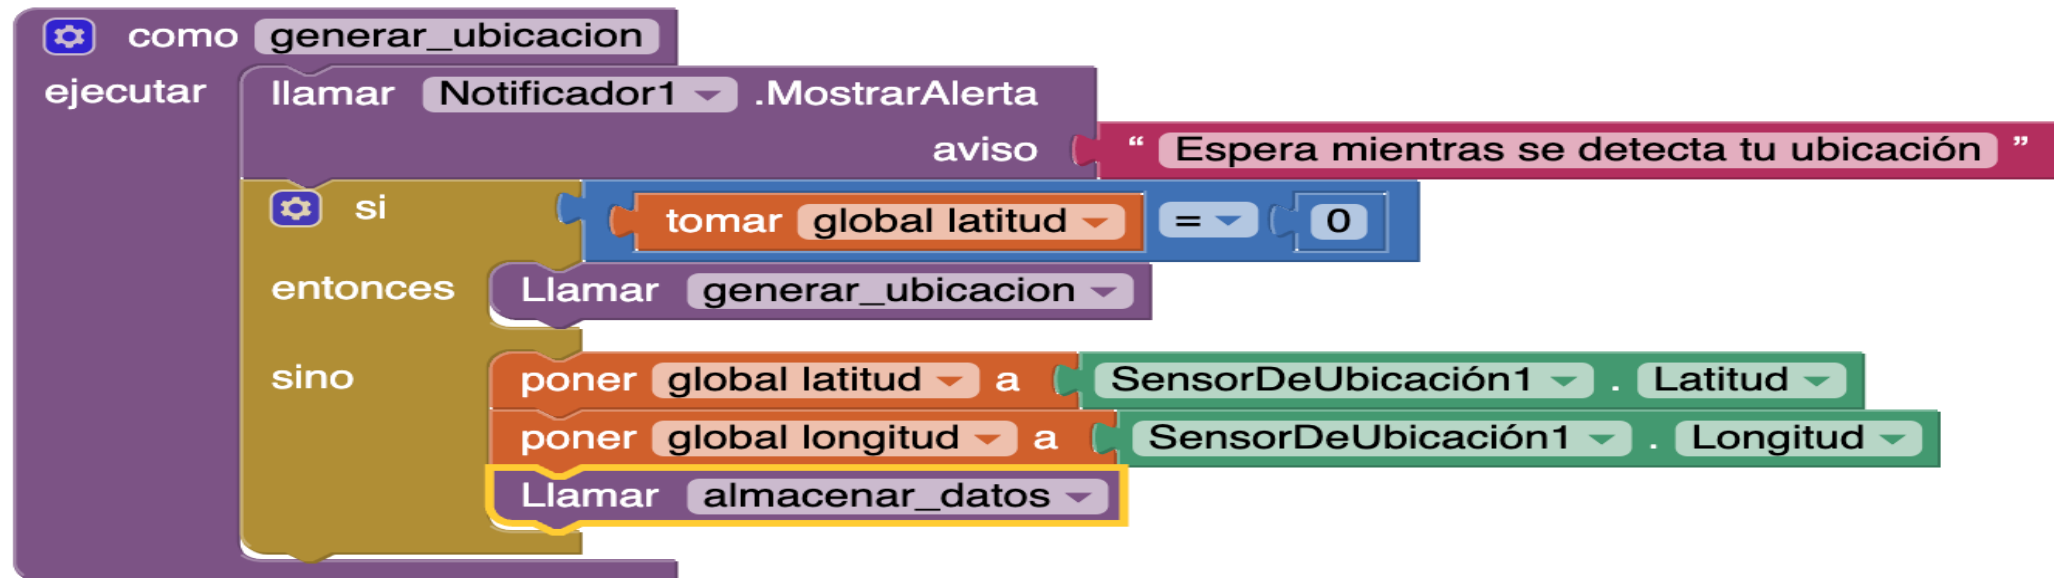 como generar_ubicacion
ejecutar llamar Notificador1 .MostrarAlerta
aviso “ Espera mientras se detecta tu ubicación ”
si tomar global latitud = 0
entonces Llamar generar_ubicacion
sino poner global latitud a SensorDeUbicación1 . Latitud
poner global longitud a SensorDeUbicación1 . Longitud
Llamar almacenar_datos